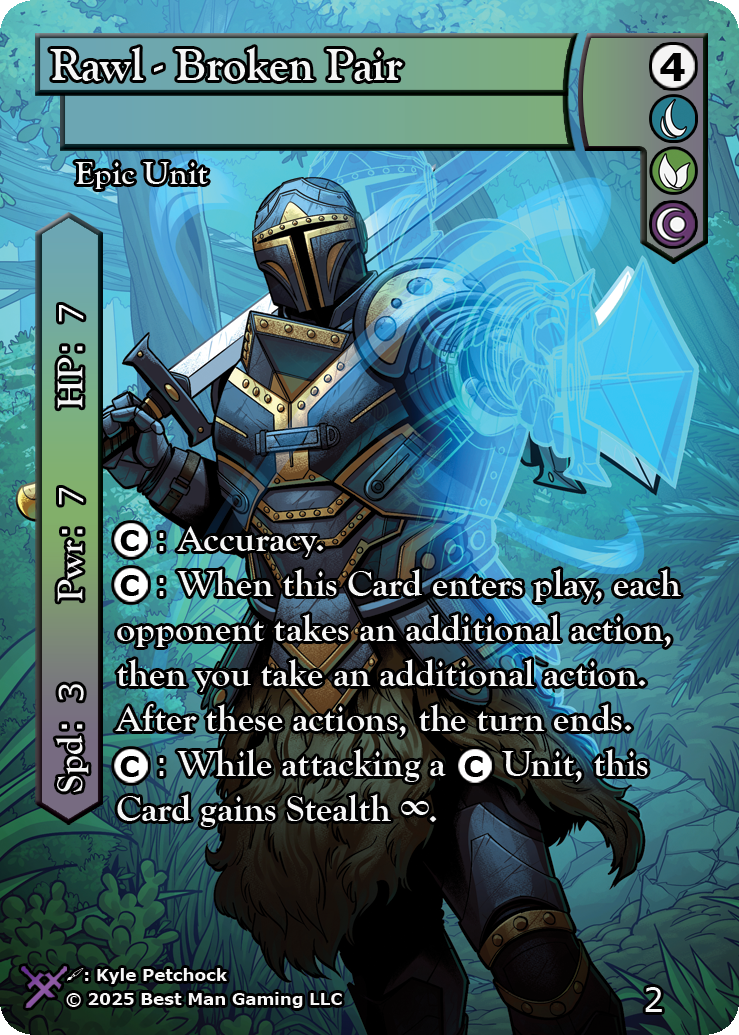 Rawl - Broken Pair
4
Epic Unit
HP: 7
Pwr: 7
Spd: 3
C: Accuracy.
C: When this Card enters play, each
opponent takes an additional action,
then you take an additional action.
After these actions, the turn ends.
C: While attacking a C Unit, this
Card gains Stealth ∞.
: Kyle Petchock
© 2025 Best Man Gaming LLC
2